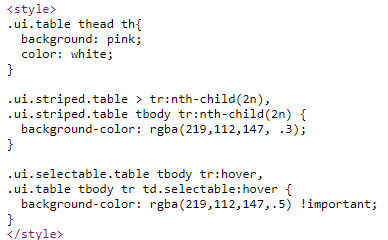 <style>
.ui.table thead th{
  background: pink;
  color: white;
}

.ui.striped.table > tr:nth-child(2n),
.ui.striped.table tbody tr:nth-child(2n) {
  background-color: rgba(219,112,147, .3);
}

.ui.selectable.table tbody tr:hover,
.ui.table tbody tr td.selectable:hover {
  background-color: rgba(219,112,147,.5) !important;
}
</style>